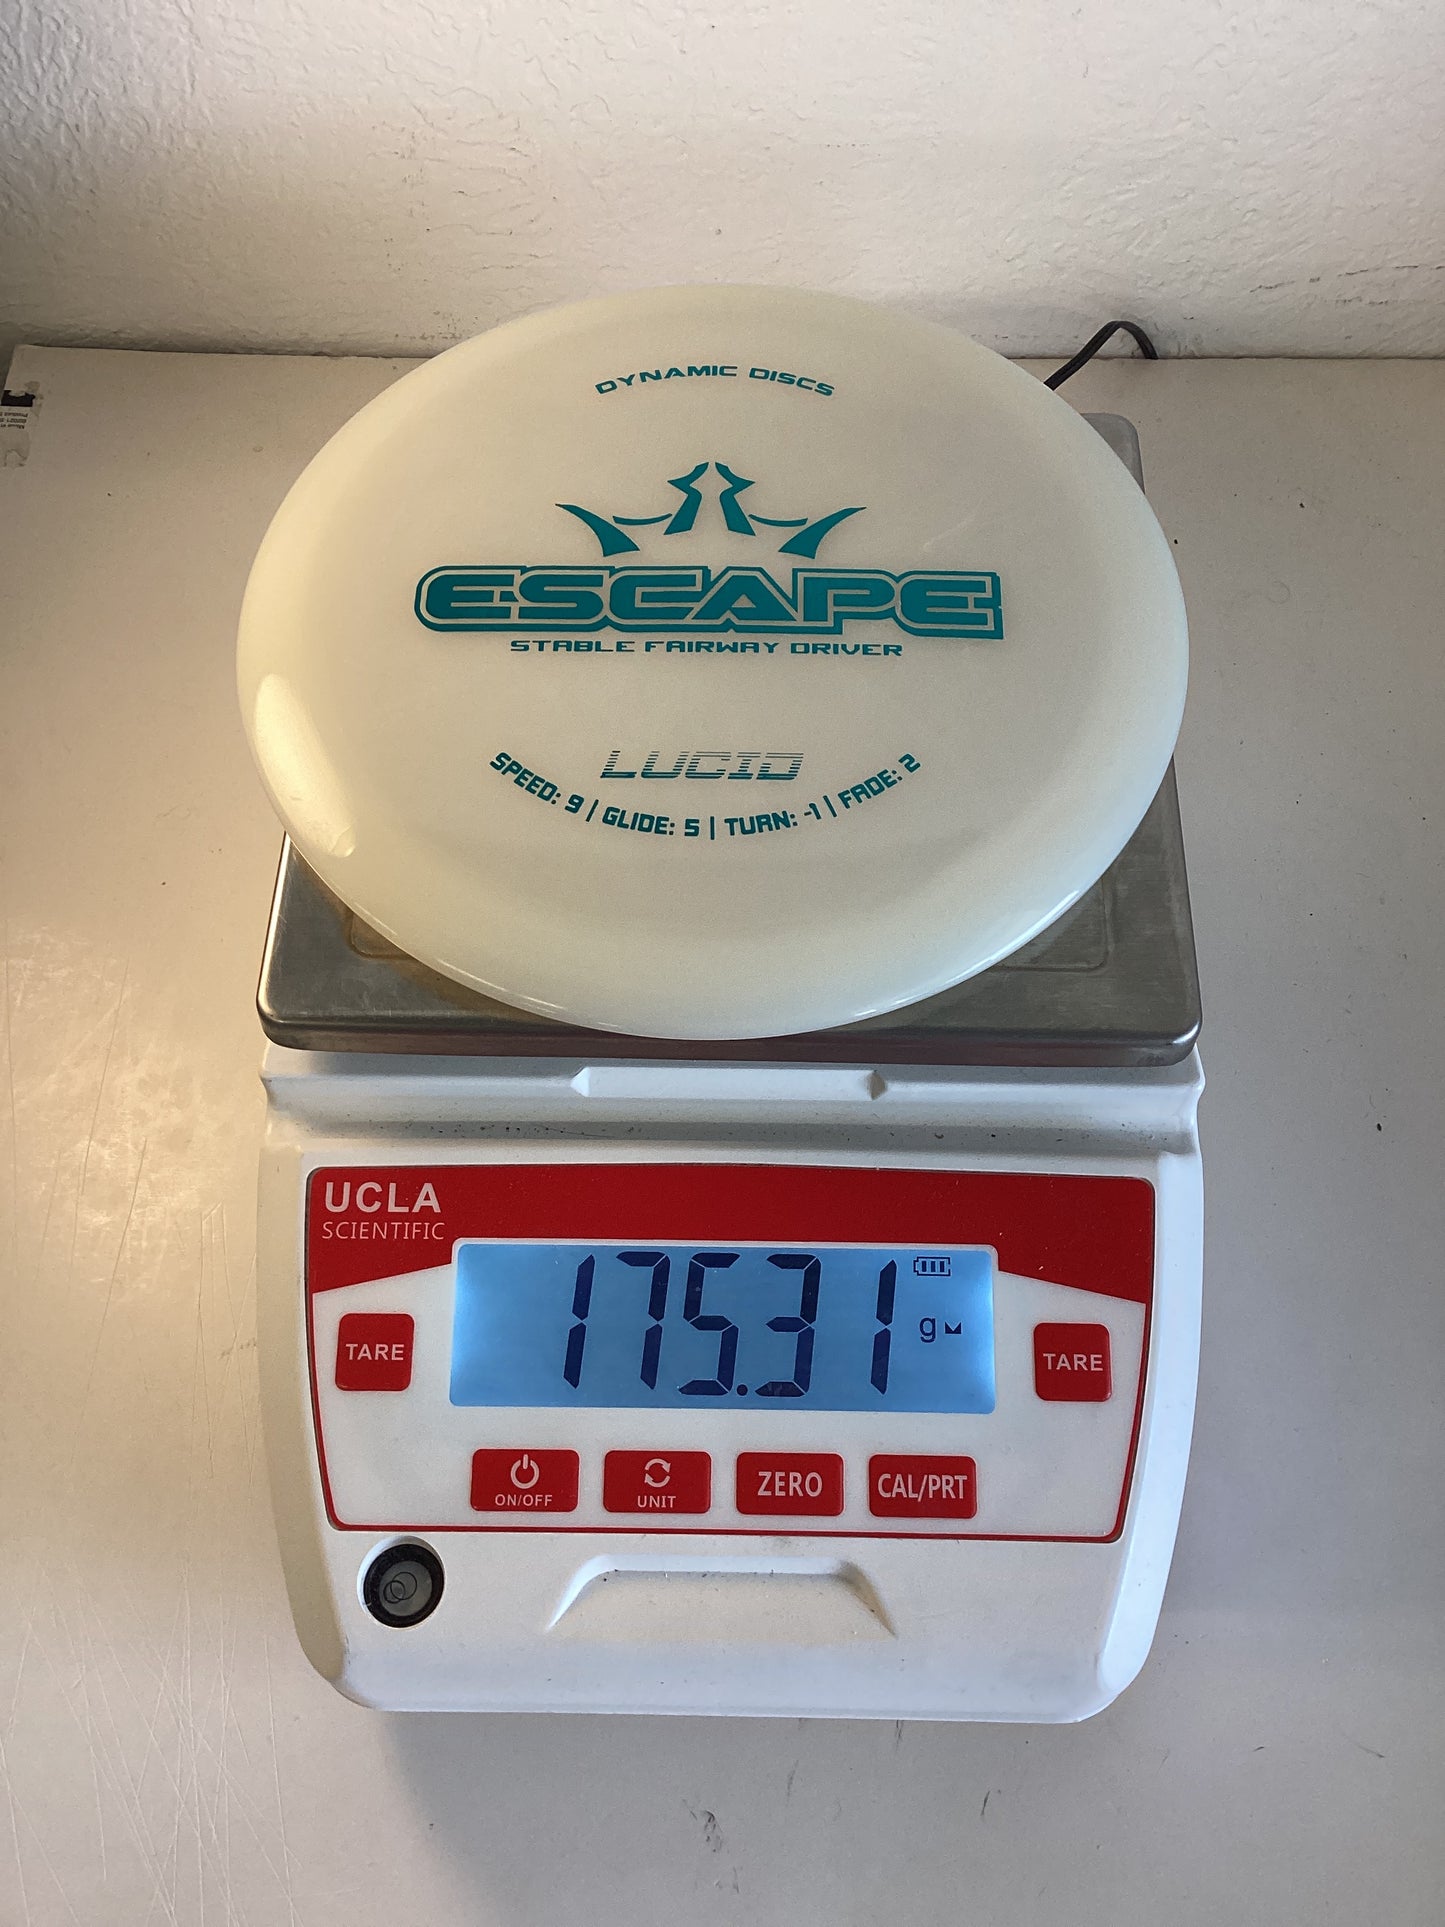 DYNAMIC DISCS
ESCAPE
STABLE FAIRWAY DRIVER
LUCID
SPEED: 9 | GLIDE: 5 | TURN: -1 | FADE: 2
UCLA
SCIENTIFIC
175.31
g
TARE
TARE
ON/OFF
UNIT
ZERO
CAL/PRT